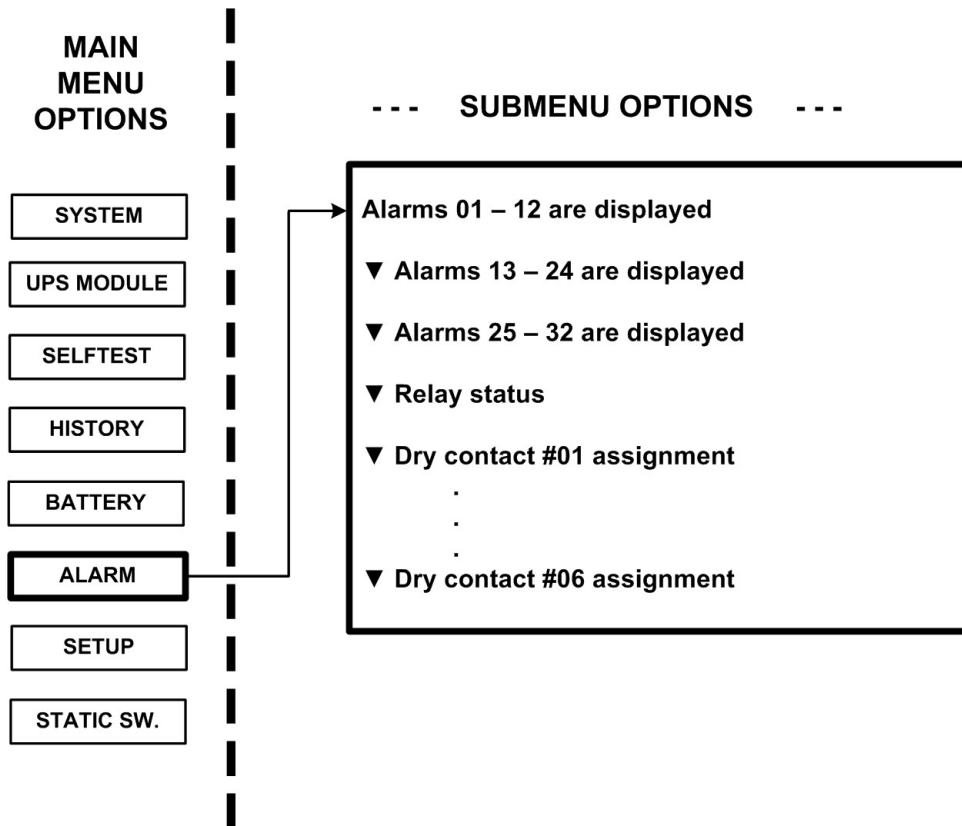 MAIN
MENU
OPTIONS
- - - SUBMENU OPTIONS - - -
SYSTEM
UPS MODULE
SELFTEST
HISTORY
BATTERY
ALARM
SETUP
STATIC SW.
Alarms 01 – 12 are displayed
▼ Alarms 13 – 24 are displayed
▼ Alarms 25 – 32 are displayed
▼ Relay status
▼ Dry contact #01 assignment
.
.
.
▼ Dry contact #06 assignment